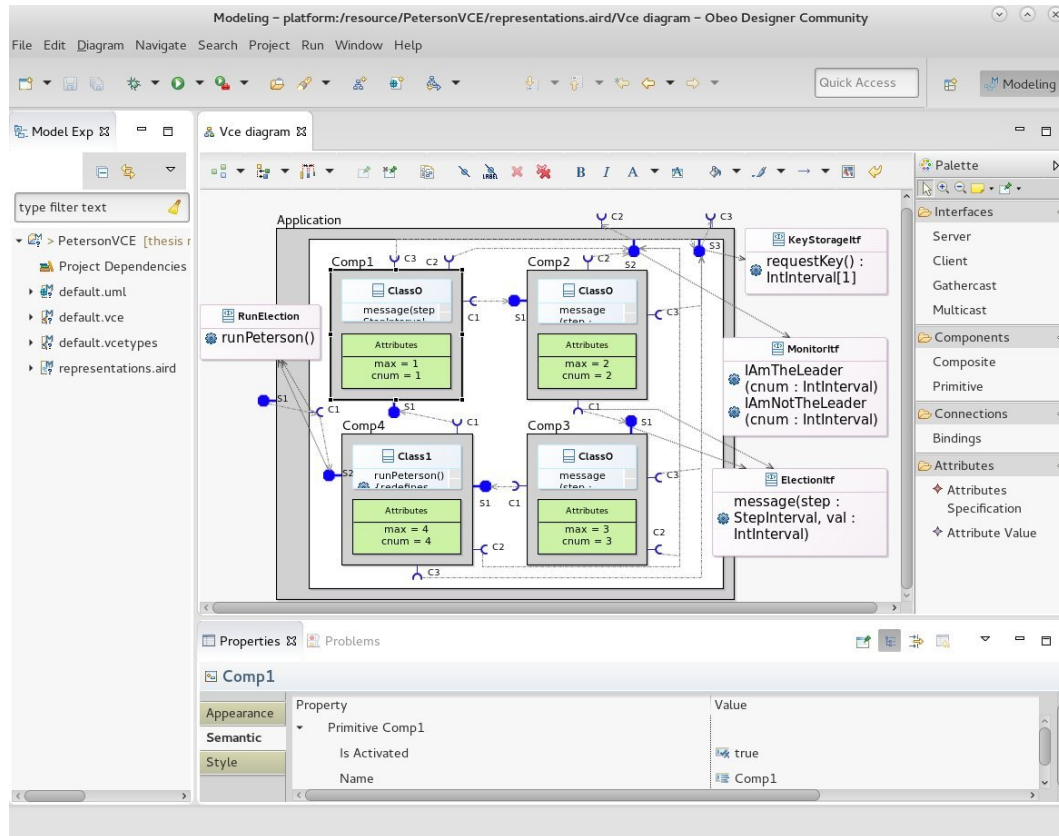 Modeling – platform:/resource/PetersonVCE/representations.aird/Vce diagram – Obeo Designer Community
File Edit Diagram Navigate Search Project Run Window Help
Quick Access
Modeling
Model Exp
type filter text
> PetersonVCE [thesis r
Project Dependencies
default.uml
default.vce
default.vcetypes
representations.aird
Vce diagram
B I A
Application
C2
C3
S2
S3
Comp1
C3
C2
Class0
message(step
Attributes
max = 1
cnum = 1
C1
S1
Comp2
C2
Class0
message
(step :
Attributes
max = 2
cnum = 2
C3
C1
KeyStorageItf
requestKey() :
IntInterval[1]
RunElection
runPeterson()
MonitorItf
IAmTheLeader
(cnum : IntInterval)
IAmNotTheLeader
(cnum : IntInterval)
S1
C1
S1
C1
S1
Comp4
Class1
runPeterson()
{redefines
Attributes
max = 4
cnum = 4
S2
S1
C1
C2
C3
Comp3
Class0
message
(step :
Attributes
max = 3
cnum = 3
C3
C2
ElectionItf
message(step :
StepInterval, val :
IntInterval)
Palette
Interfaces
Server
Client
Gathercast
Multicast
Components
Composite
Primitive
Connections
Bindings
Attributes
Attributes
Specification
Attribute Value
Properties
Problems
Comp1
Appearance
Semantic
Style
Property Value
Primitive Comp1
Is Activated true
Name Comp1